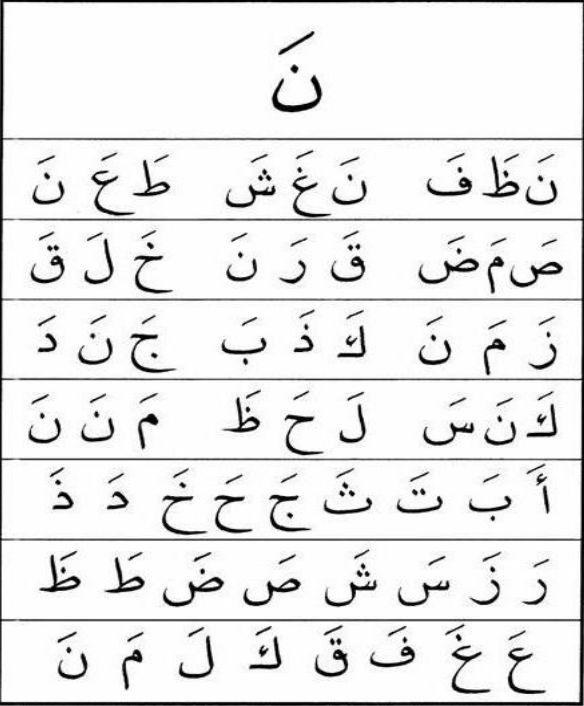 نَ
نَ ظَ فَ نَ غَ شَ طَ عَ نَ
صَ مَ ضَ قَ رَ نَ خَ لَ قَ
زَ مَ نَ كَ ذَ بَ جَ نَ دَ
كَ نَ سَ لَ حَ ظَ مَ نَ نَ
أَ بَ تَ ثَ جَ حَ خَ دَ ذَ
رَ زَ سَ شَ صَ ضَ طَ ظَ
عَ غَ فَ قَ كَ لَ مَ نَ